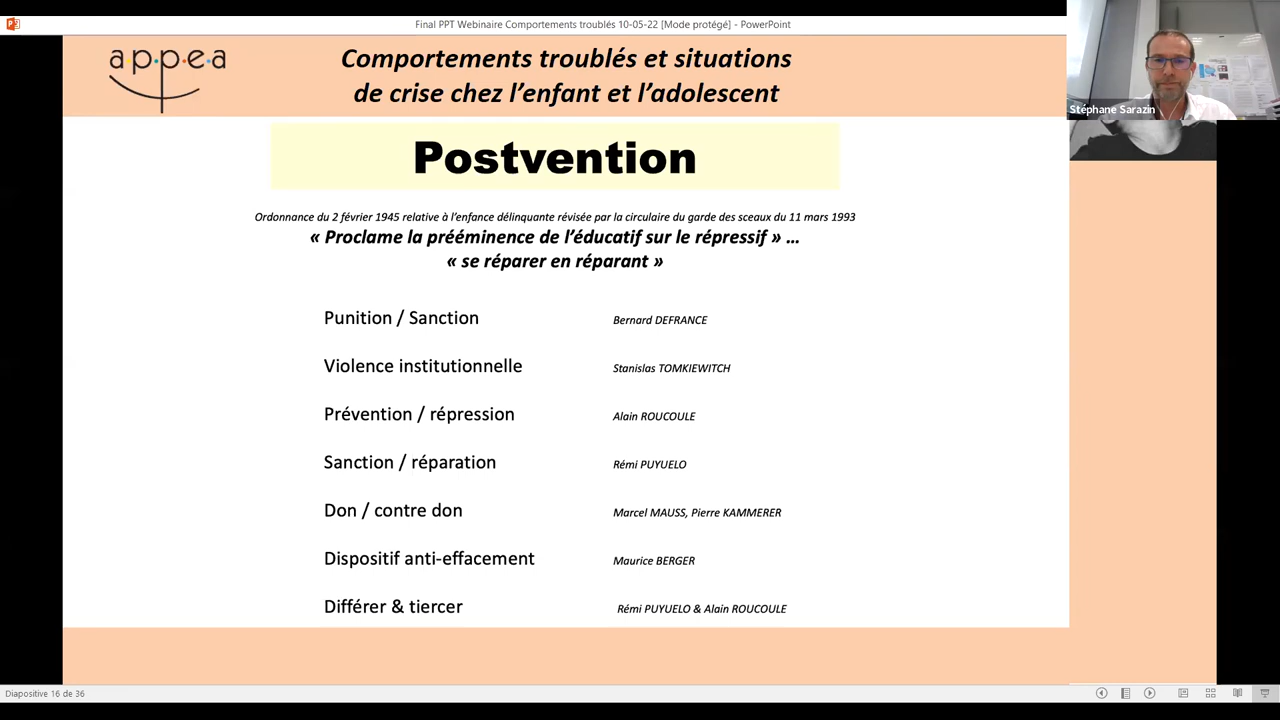 Final PPT Webinaire Comportements troublés 10-05-22 [Mode protégé] - PowerPoint
appea
Comportements troublés et situations
de crise chez l'enfant et l'adolescent
Stéphane Sarazin
Postvention
Ordonnance du 2 février 1945 relative à l'enfance délinquante révisée par la circulaire du garde des sceaux du 11 mars 1993
« Proclame la prééminence de l'éducatif sur le répressif » ...
« se réparer en réparant »
Punition / Sanction Bernard DEFRANCE
Violence institutionnelle Stanislas TOMKIEWITCH
Prévention / répression Alain ROUCOULE
Sanction / réparation Rémi PUYUELO
Don / contre don Marcel MAUSS, Pierre KAMMERER
Dispositif anti-effacement Maurice BERGER
Différer & tiercer Rémi PUYUELO & Alain ROUCOULE
Diapositive 16 de 36